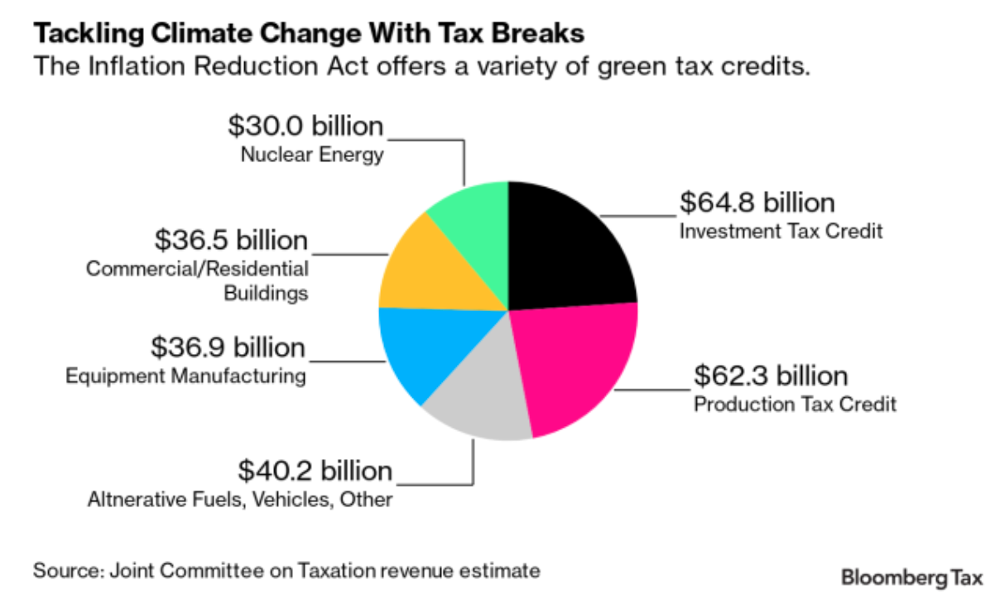 Tackling Climate Change With Tax Breaks
The Inflation Reduction Act offers a variety of green tax credits.
$30.0 billion
Nuclear Energy
$64.8 billion
Investment Tax Credit
$36.5 billion
Commercial/Residential
Buildings
$36.9 billion
Equipment Manufacturing
$62.3 billion
Production Tax Credit
$40.2 billion
Altnerative Fuels, Vehicles, Other
Source: Joint Committee on Taxation revenue estimate
Bloomberg Tax